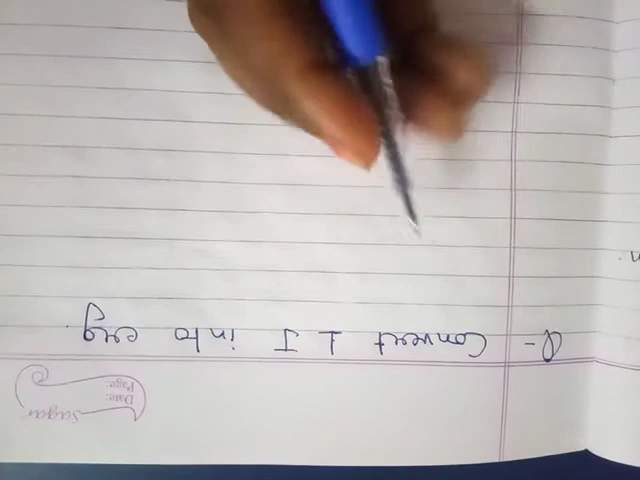 Sagar
Date:
Page:
Q- Convert 1 J into erg.